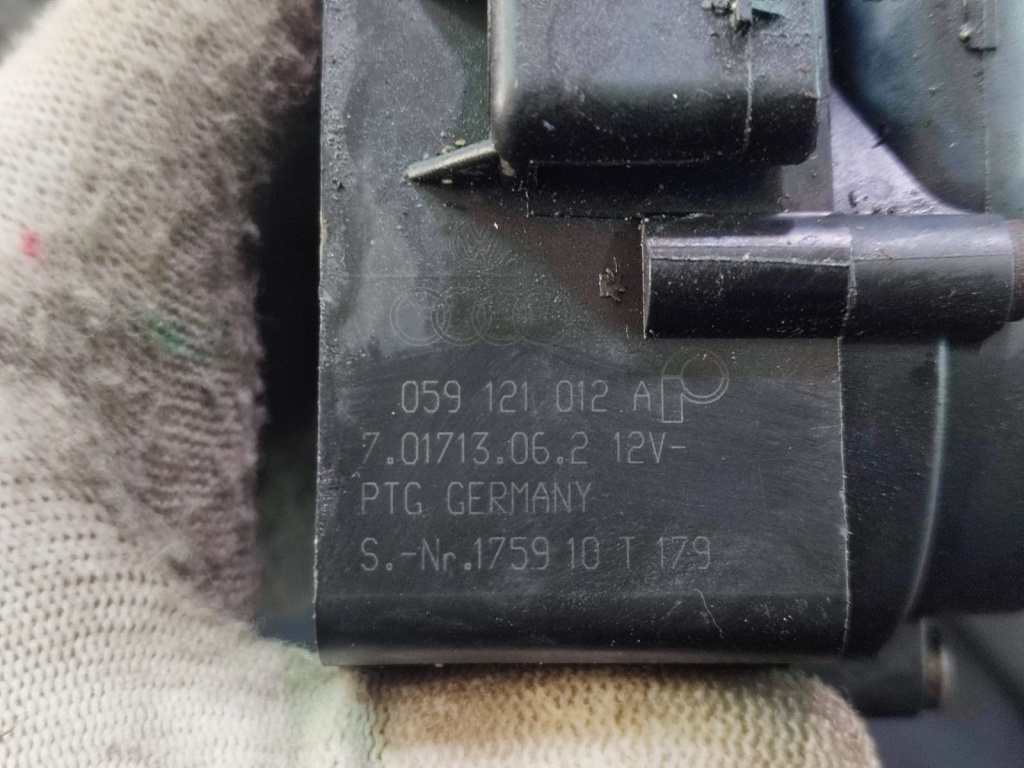 059 121 012 A
7.01713.06.2 12V-
PTG GERMANY
S.-Nr.1759 10 T 179